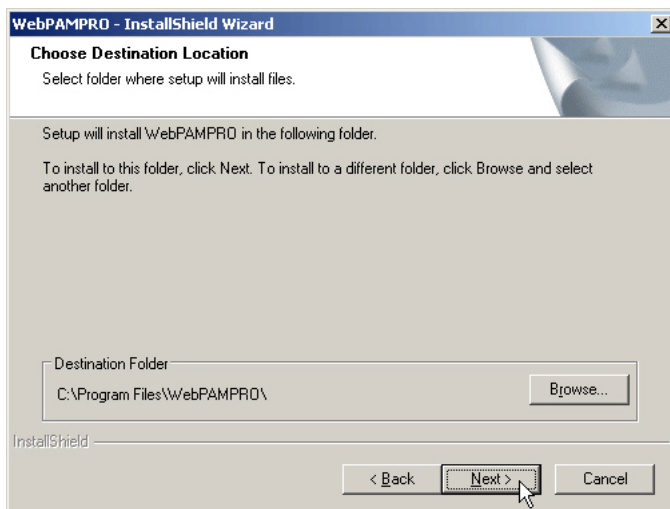 WebPAMPRO - InstallShield Wizard
Choose Destination Location
Select folder where setup will install files.
Setup will install WebPAMPRO in the following folder.
To install to this folder, click Next. To install to a different folder, click Browse and select
another folder.
Destination Folder
C:\Program Files\WebPAMPRO\
Browse...
InstallShield
< Back
Next >
Cancel